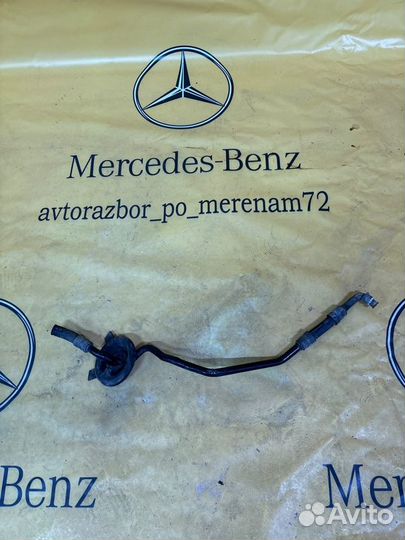 Mercedes-Benz
avtorazbor_po_merenam72
Benz
Mer
Avito